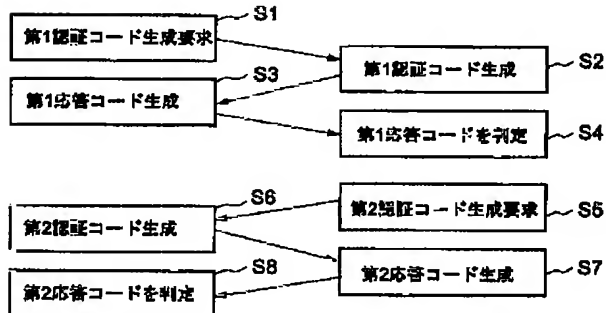 S1
第1認証コード生成要求
S2
第1認証コード生成
S3
第1応答コード生成
S4
第1応答コードを判定
S5
第2認証コード生成要求
S6
第2認証コード生成
S7
第2応答コード生成
S8
第2応答コードを判定